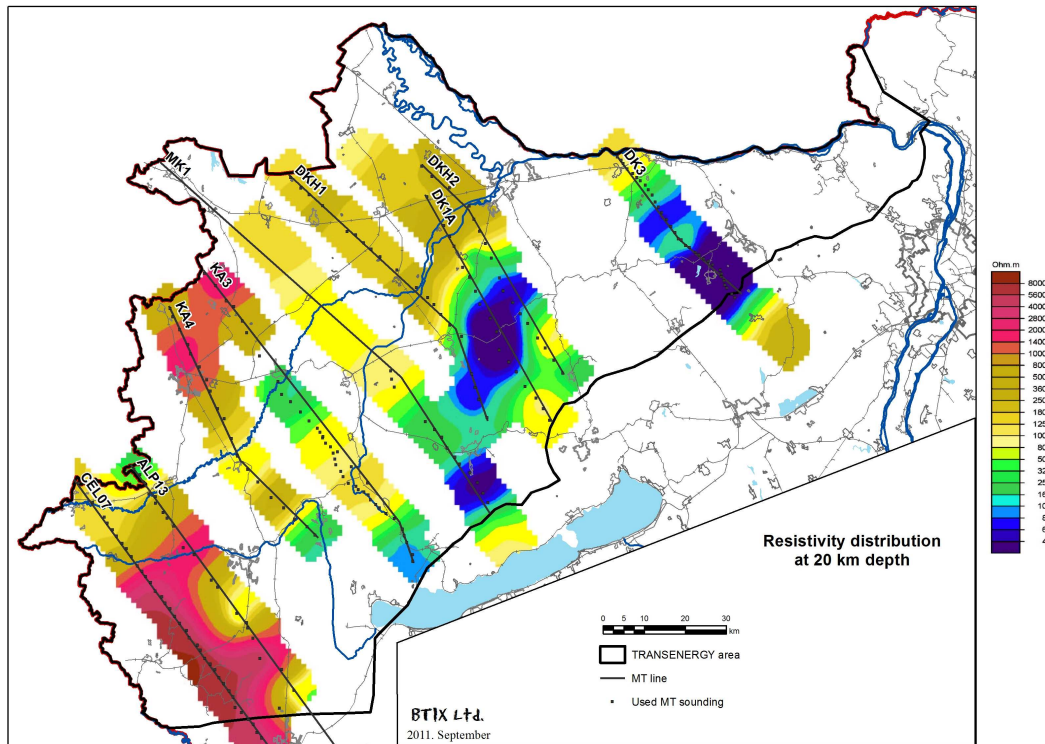 MK1
DKH1
DKH2
DK1A
DK3
KA3
KA4
ALP13
CEL07
Ohm.m
8000
5600
4000
2800
2000
1400
1000
800
500
360
250
180
125
100
80
50
32
25
16
10
8
6
4
Resistivity distribution
at 20 km depth
0 5 10 20 30
km
TRANSENERGY area
MT line
Used MT sounding
BTIX Ltd.
2011. September